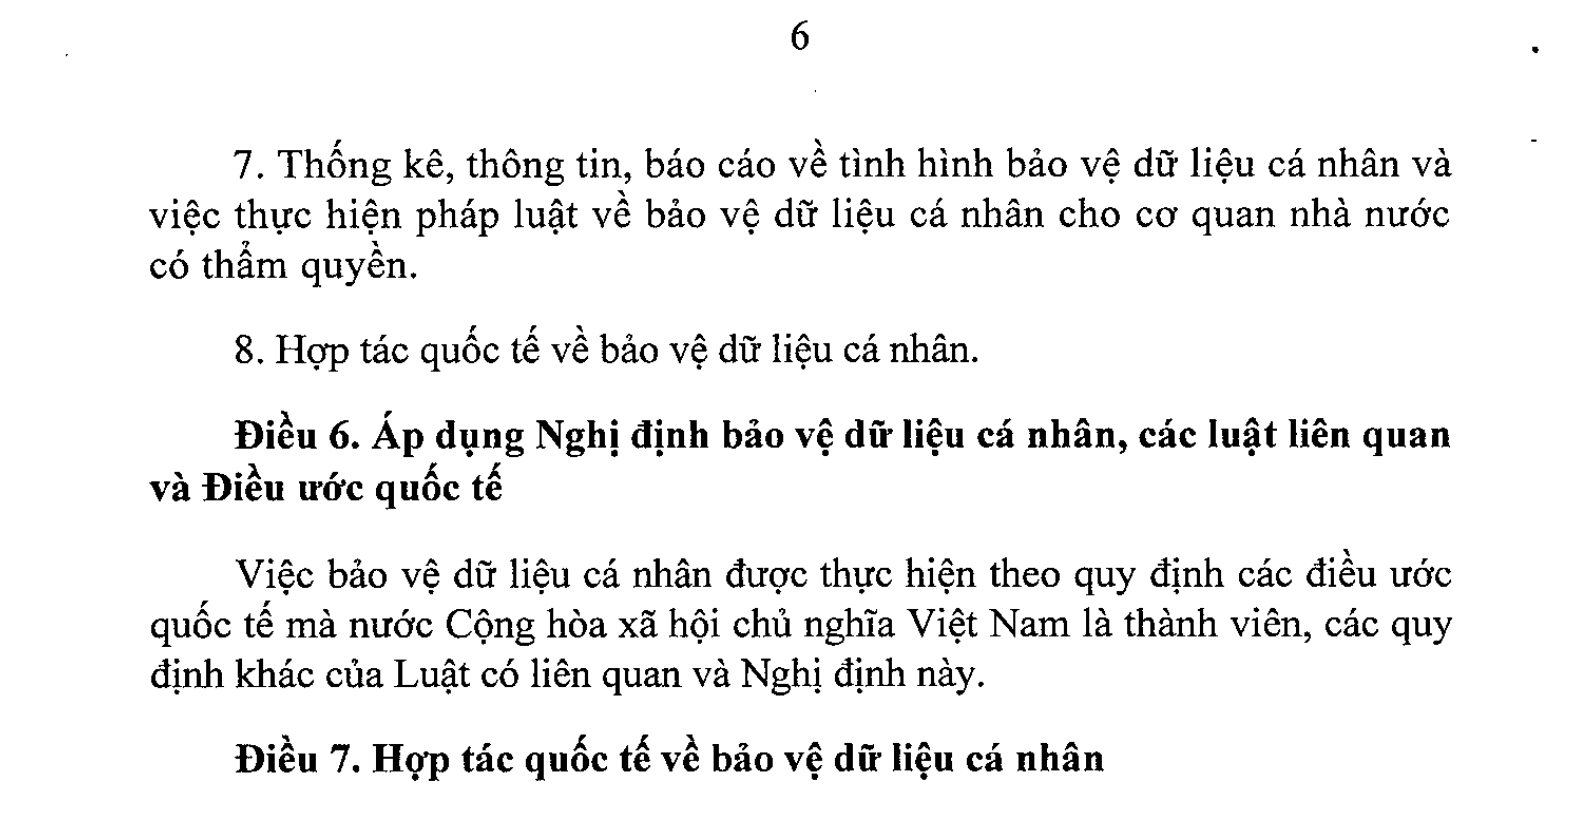 6
7. Thống kê, thông tin, báo cáo về tình hình bảo vệ dữ liệu cá nhân và
việc thực hiện pháp luật về bảo vệ dữ liệu cá nhân cho cơ quan nhà nước
có thẩm quyền.
8. Hợp tác quốc tế về bảo vệ dữ liệu cá nhân.
Điều 6. Áp dụng Nghị định bảo vệ dữ liệu cá nhân, các luật liên quan
và Điều ước quốc tế
Việc bảo vệ dữ liệu cá nhân được thực hiện theo quy định các điều ước
quốc tế mà nước Cộng hòa xã hội chủ nghĩa Việt Nam là thành viên, các quy
định khác của Luật có liên quan và Nghị định này.
Điều 7. Hợp tác quốc tế về bảo vệ dữ liệu cá nhân